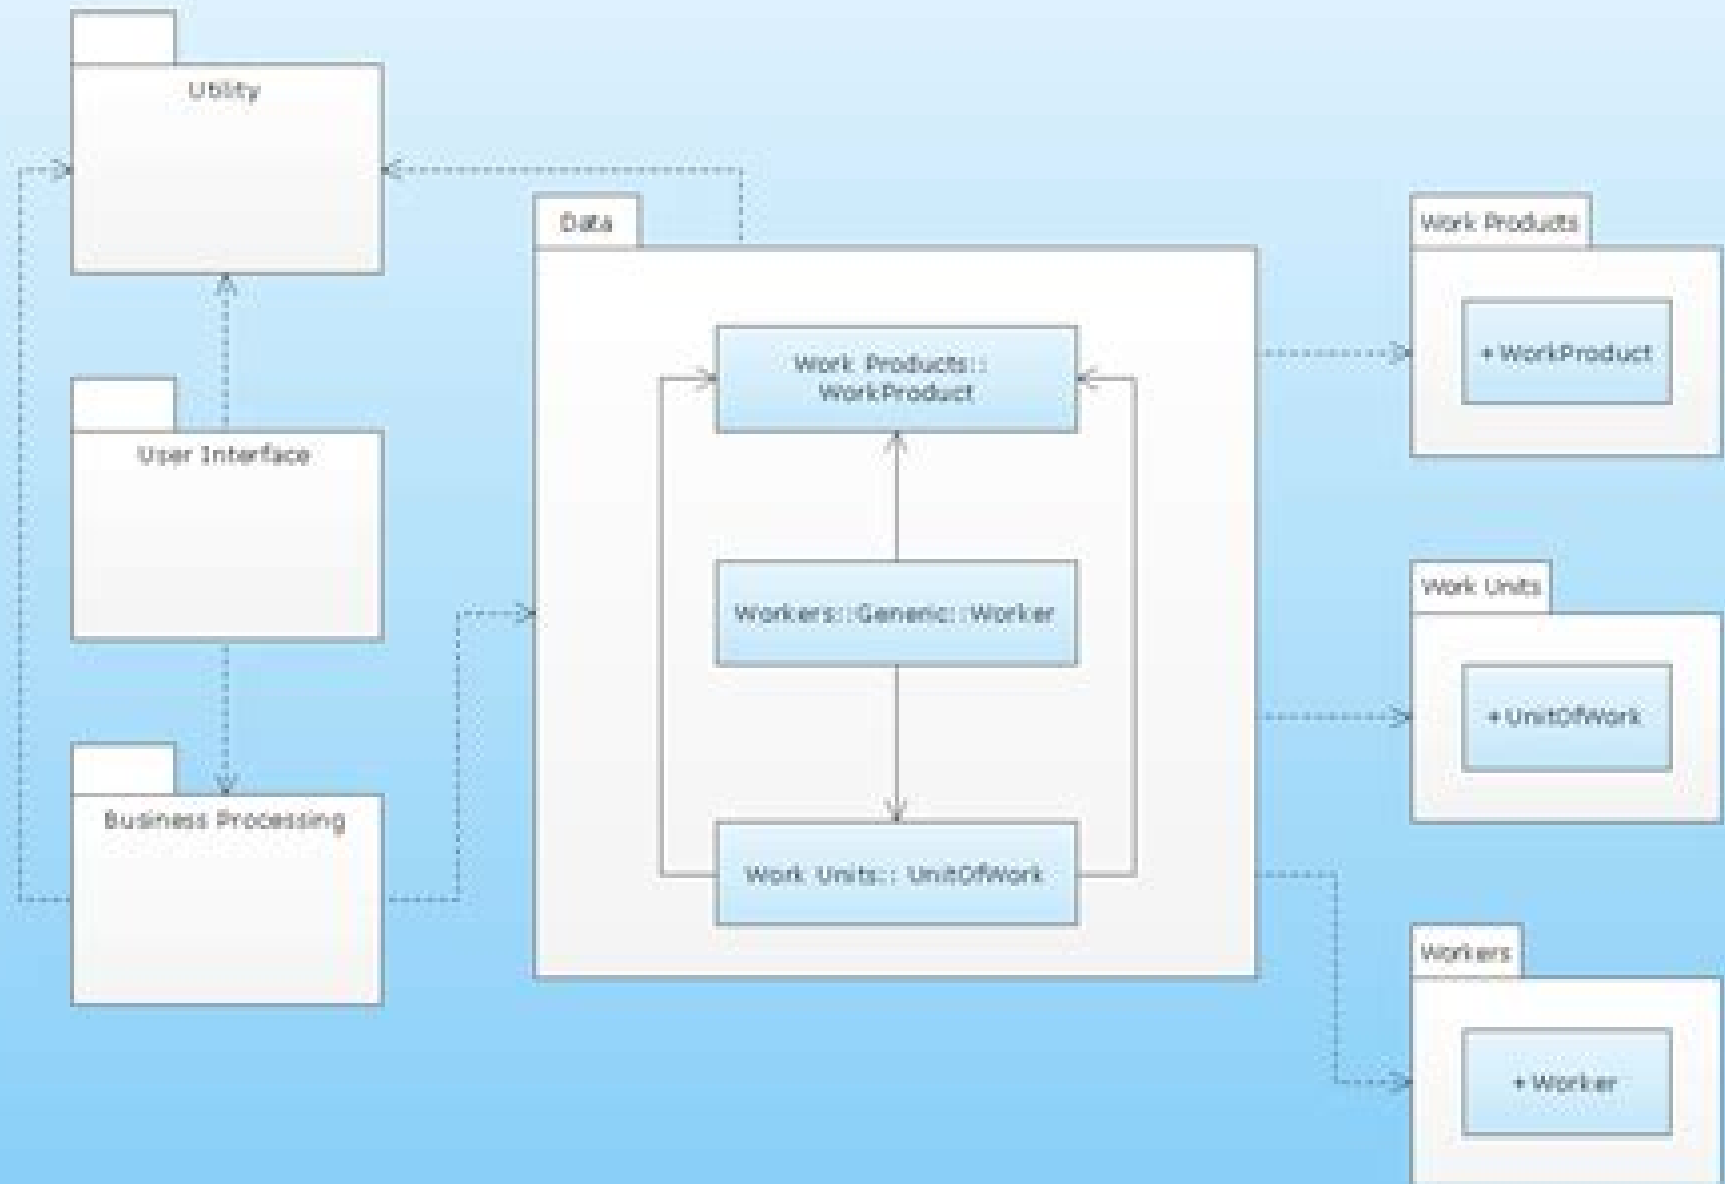 Utility
Data
Work Products
Work Products::
WorkProduct
+ WorkProduct
User Interface
Work Units
Workers::Generic::Worker
+ UnitOfWork
Business Processing
Work Units:: UnitOfWork
Workers
+ Worker